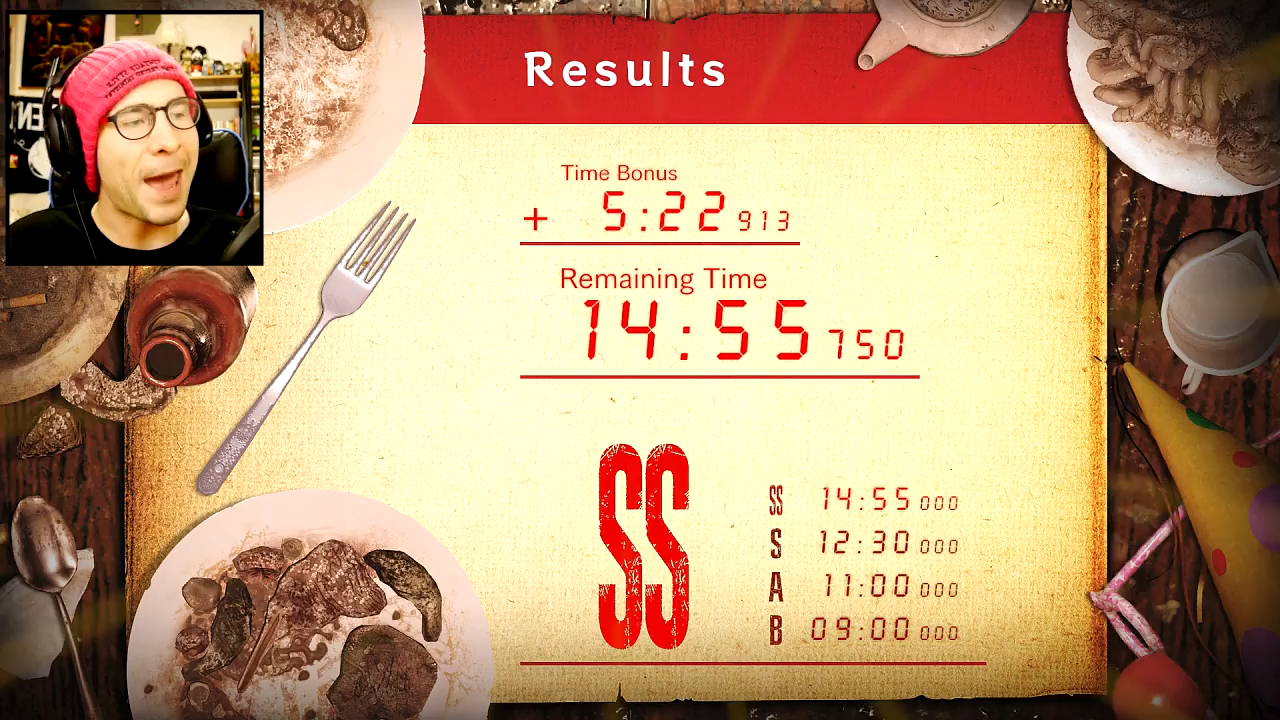 Results
Time Bonus
+ 5:22 913
Remaining Time
14:55 750
SS
SS 14:55 000
S 12:30 000
A 11:00 000
B 09:00 000